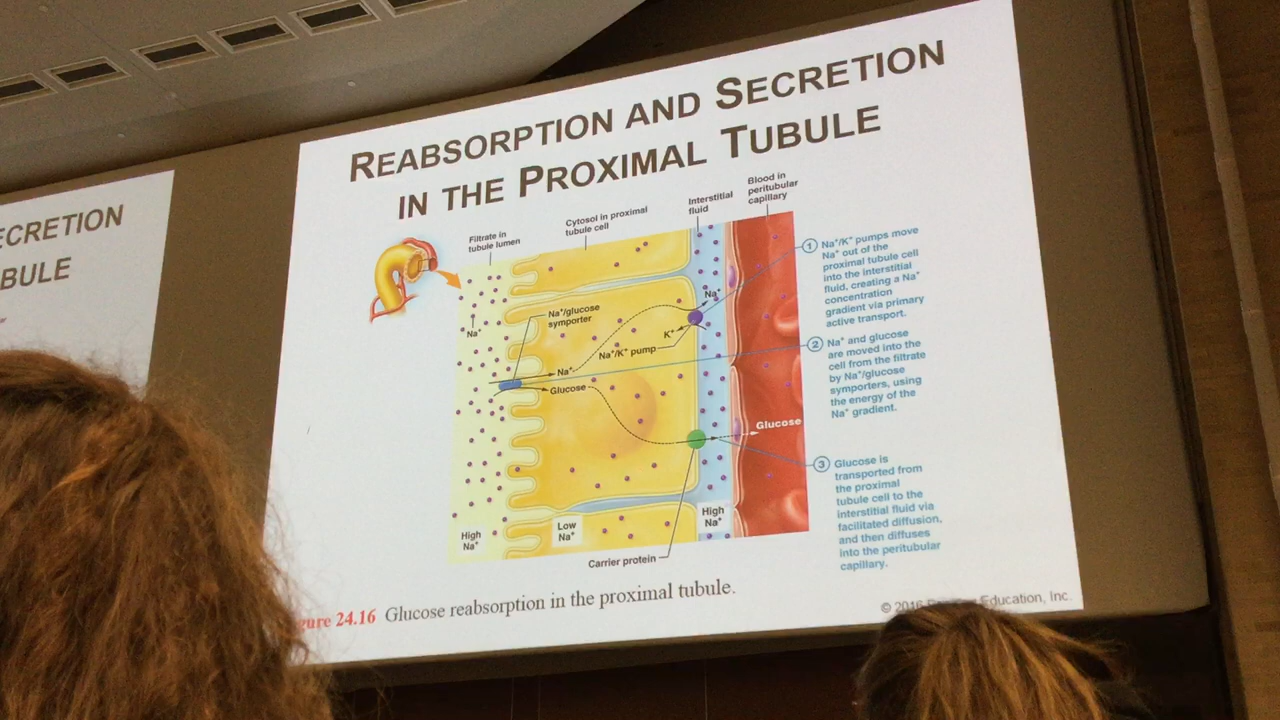 ECRETION
BULE
REABSORPTION AND SECRETION
IN THE PROXIMAL TUBULE
Filtrate in
tubule lumen
Cytosol in proximal
tubule cell
Interstitial
fluid
Blood in
peritubular
capillary
Na+
Na+/glucose
symporter
Na+
K+
Na+/K+ pump
Na+
Glucose
Glucose
High
Na+
Low
Na+
High
Na+
Carrier protein
1 Na+/K+ pumps move
Na+ out of the
proximal tubule cell
into the interstitial
fluid, creating a Na+
concentration
gradient via primary
active transport.
2 Na+ and glucose
are moved into the
cell from the filtrate
by Na+/glucose
symporters, using
the energy of the
Na+ gradient.
3 Glucose is
transported from
the proximal
tubule cell to the
interstitial fluid via
facilitated diffusion,
and then diffuses
into the peritubular
capillary.
gure 24.16 Glucose reabsorption in the proximal tubule.
© 2016 Education, Inc.